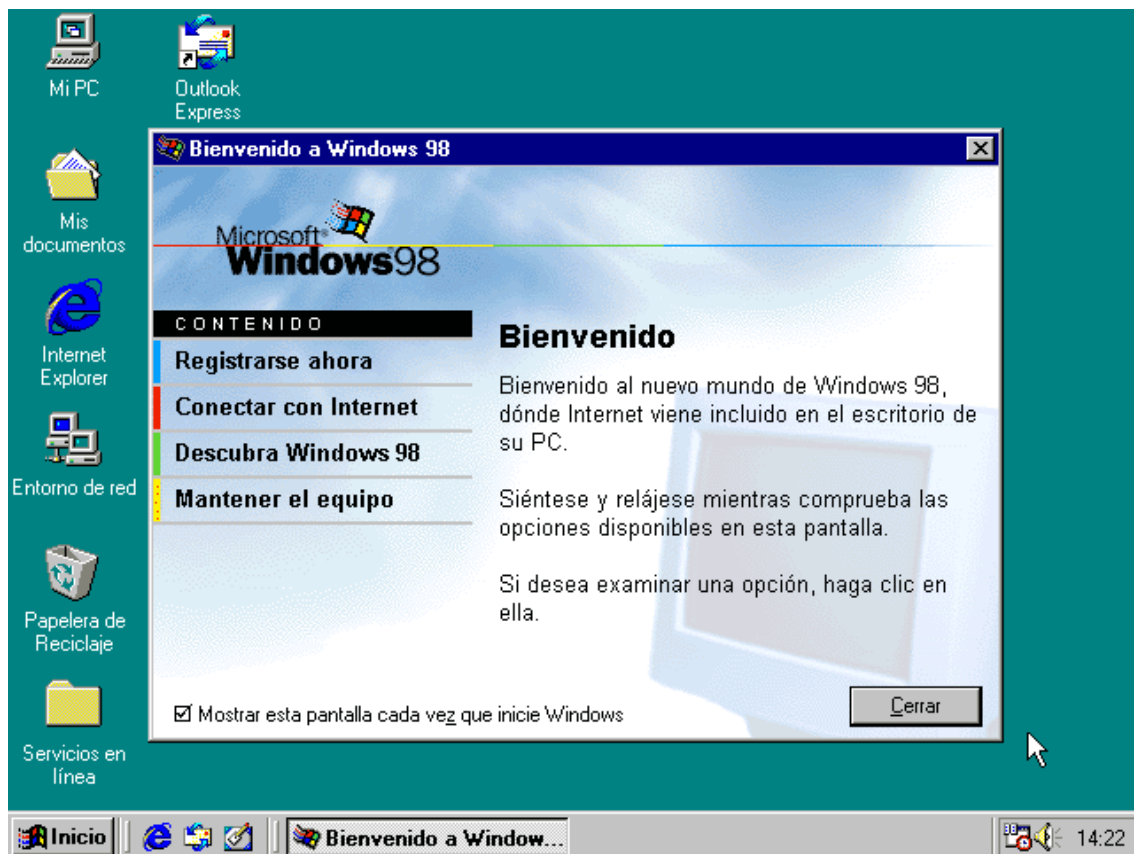 Mi PC
Outlook
Express
Mis
documentos
Internet
Explorer
Entorno de red
Papelera de
Reciclaje
Servicios en
línea
Bienvenido a Windows 98
Microsoft®
Windows98
CONTENIDO
Registrarse ahora
Conectar con Internet
Descubra Windows 98
Mantener el equipo
Bienvenido
Bienvenido al nuevo mundo de Windows 98,
dónde Internet viene incluido en el escritorio de
su PC.
Siéntese y relájese mientras comprueba las
opciones disponibles en esta pantalla.
Si desea examinar una opción, haga clic en
ella.
Mostrar esta pantalla cada vez que inicie Windows
Cerrar
Inicio
Bienvenido a Window...
14:22